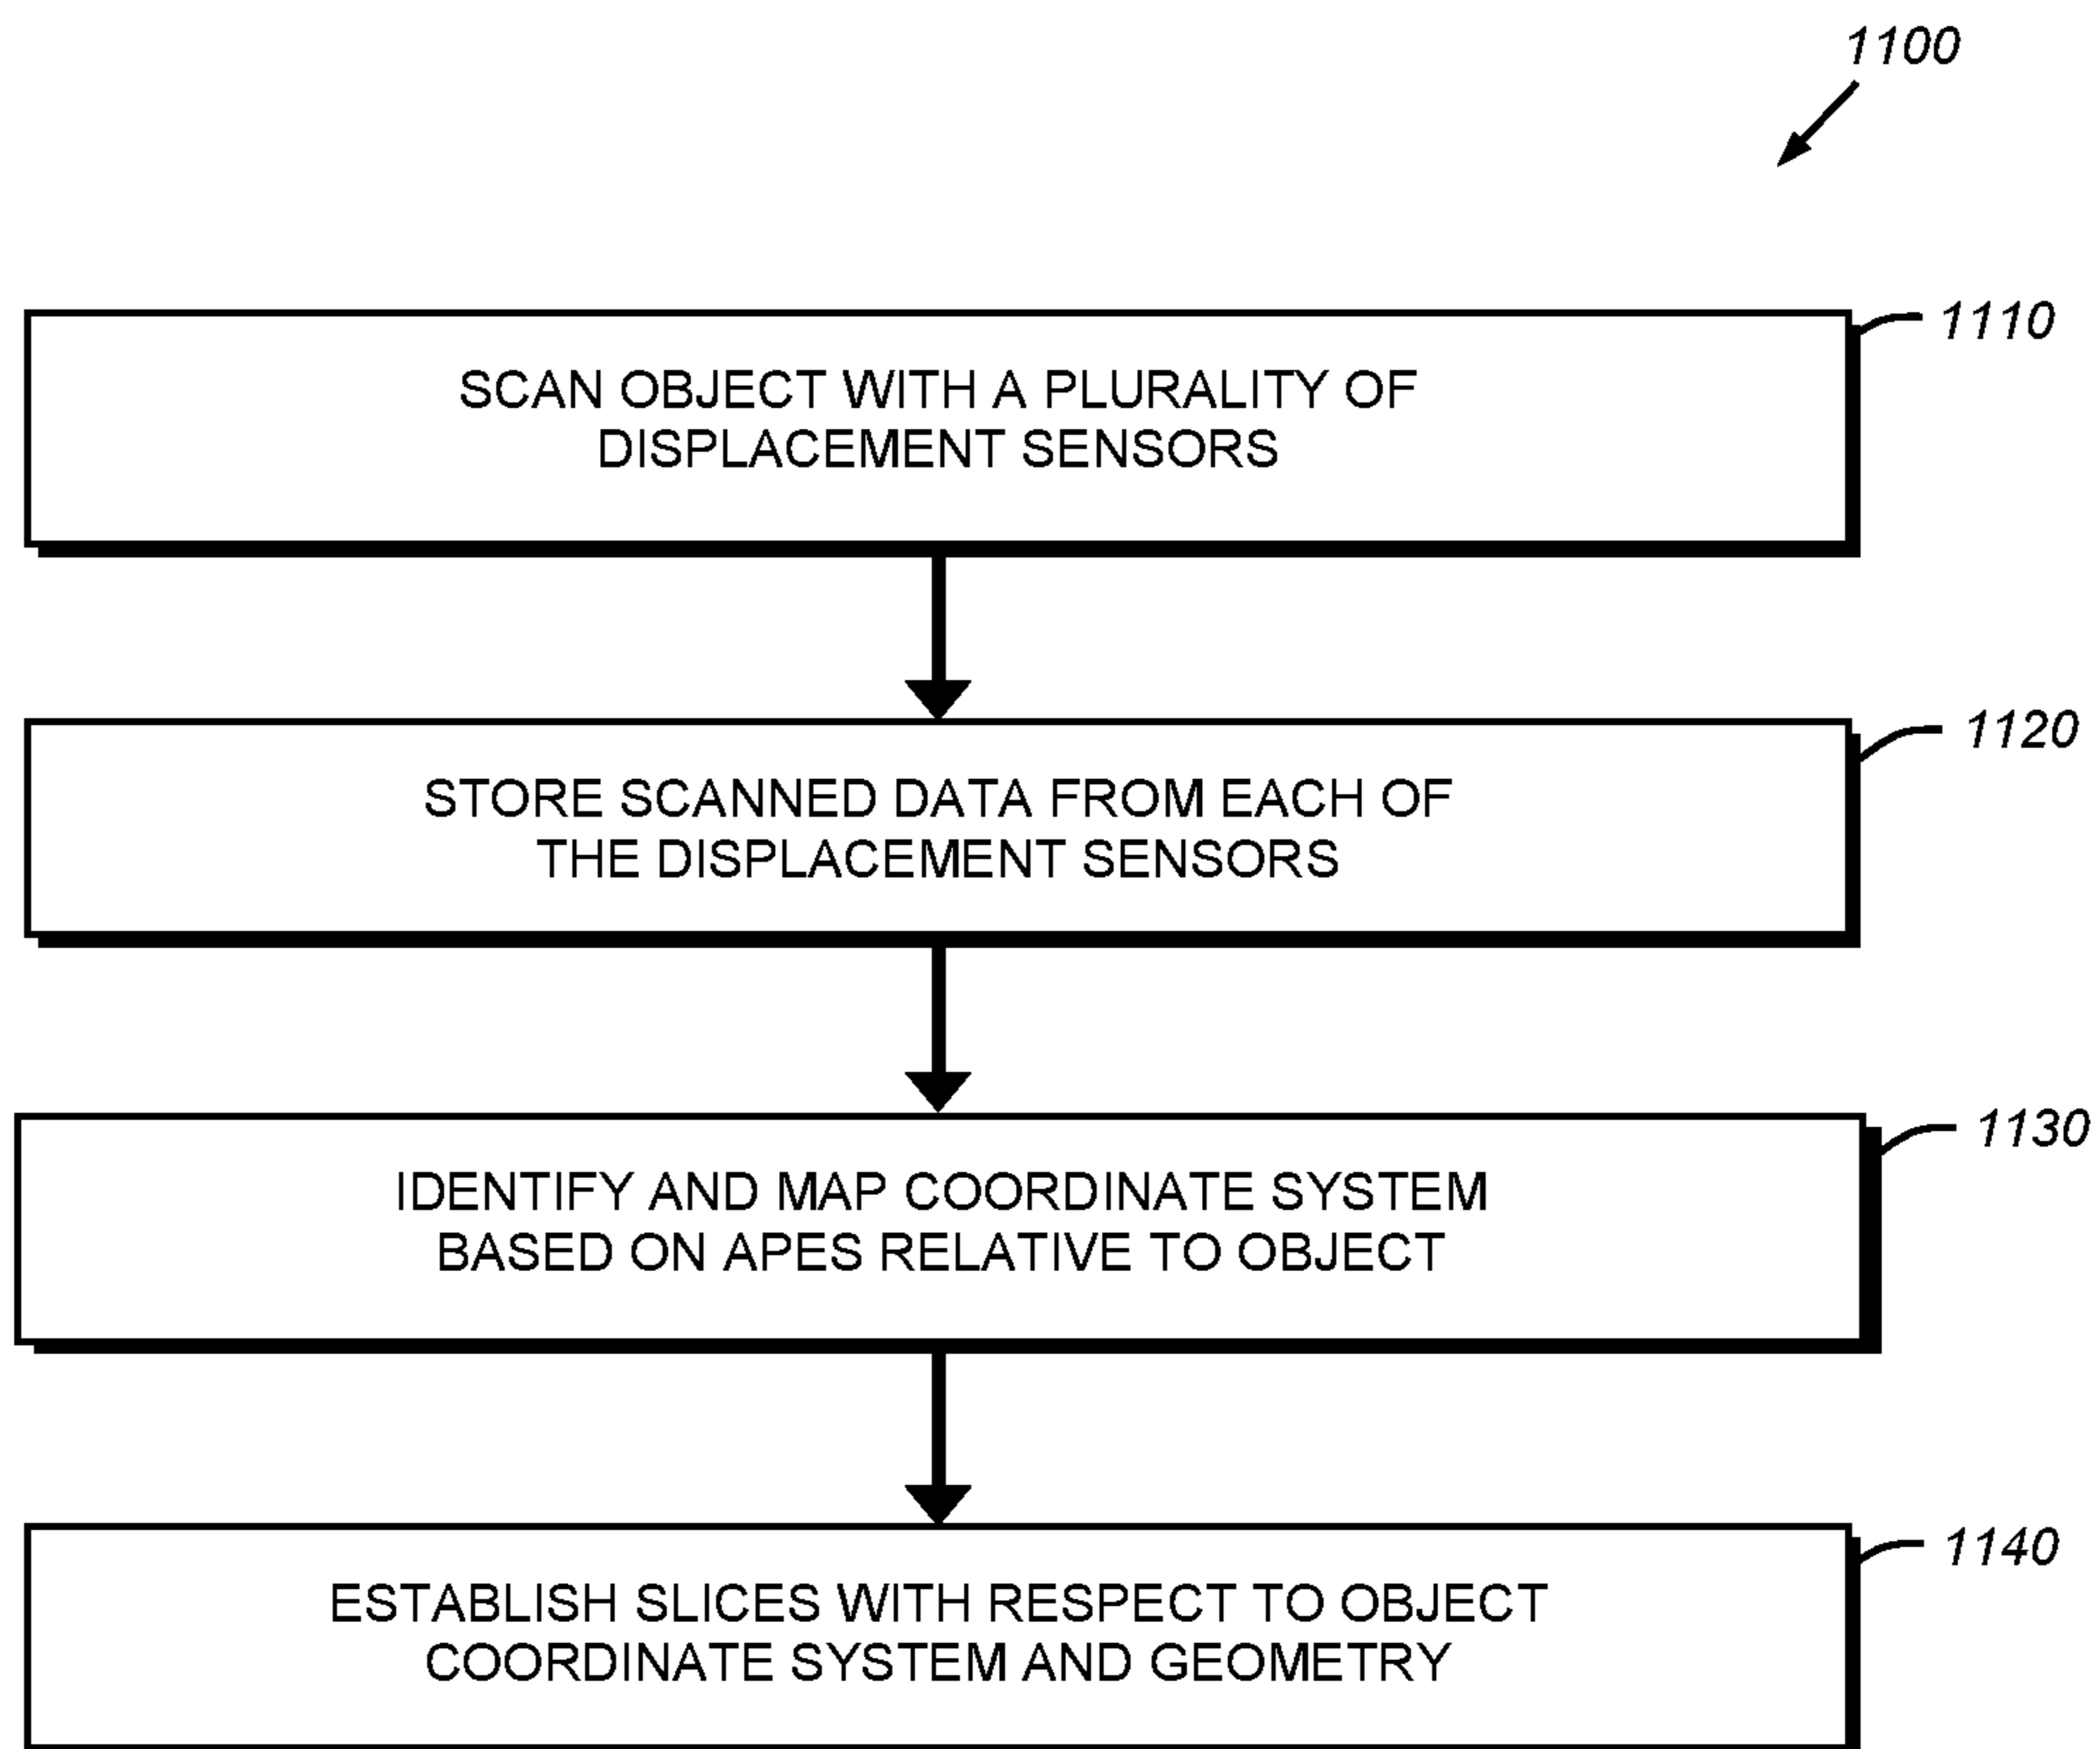 1100
1110
SCAN OBJECT WITH A PLURALITY OF
DISPLACEMENT SENSORS
1120
STORE SCANNED DATA FROM EACH OF
THE DISPLACEMENT SENSORS
1130
IDENTIFY AND MAP COORDINATE SYSTEM
BASED ON APES RELATIVE TO OBJECT
1140
ESTABLISH SLICES WITH RESPECT TO OBJECT
COORDINATE SYSTEM AND GEOMETRY